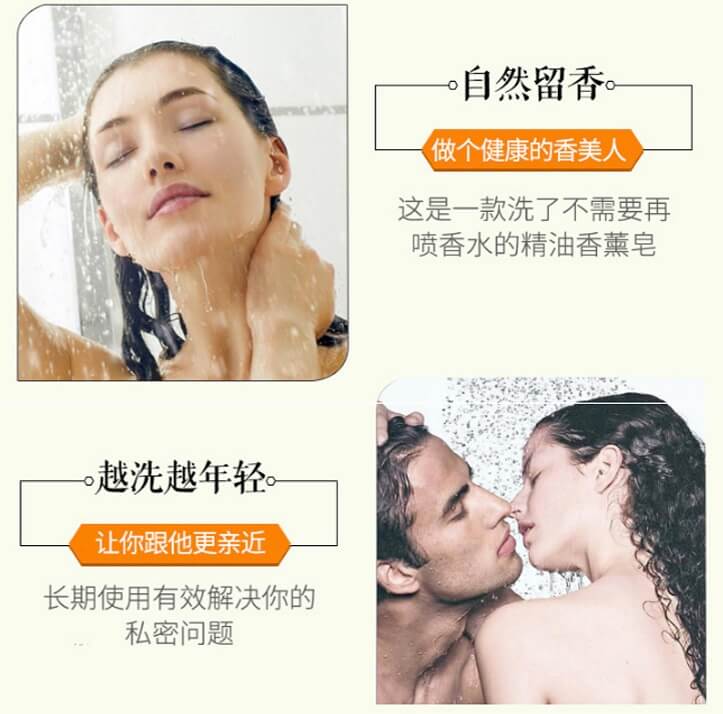 自然留香
做个健康的香美人
这是一款洗了不需要再
喷香水的精油香薰皂
越洗越年轻
让你跟他更亲近
长期使用有效解决你的
私密问题